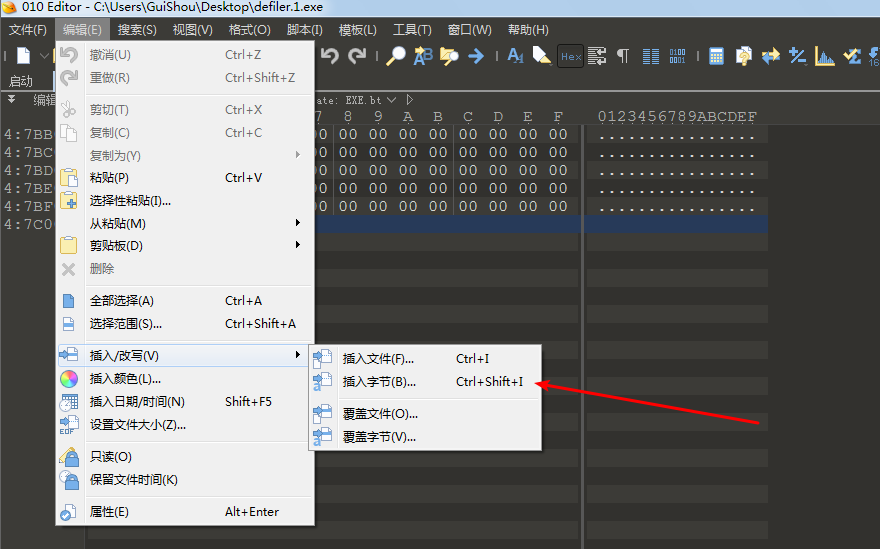 010 Editor - C:\Users\GuiShou\Desktop\defiler.1.exe
文件(F) 编辑(E) 搜索(S) 视图(V) 格式(O) 脚本(I) 模板(L) 工具(T) 窗口(W) 帮助(H)
Hex
启动
编辑
ate: EXE.bt
7 8 9 A B C D E F 0123456789ABCDEF
4:7BB 00 00 00 00 00 00 00 00 00 ................
4:7BC 00 00 00 00 00 00 00 00 00 ................
4:7BD 00 00 00 00 00 00 00 00 00 ................
4:7BE 00 00 00 00 00 00 00 00 00 ................
4:7BF 00 00 00 00 00 00 00 00 00 ................
4:7C0
撤消(U) Ctrl+Z
重做(R) Ctrl+Shift+Z
剪切(T) Ctrl+X
复制(C) Ctrl+C
复制为(Y)
粘贴(P) Ctrl+V
选择性粘贴(I)...
从粘贴(M)
剪贴板(D)
删除
全部选择(A) Ctrl+A
选择范围(S)... Ctrl+Shift+A
插入/改写(V)
插入颜色(L)...
插入日期/时间(N) Shift+F5
设置文件大小(Z)...
只读(O)
保留文件时间(K)
属性(E) Alt+Enter
插入文件(F)... Ctrl+I
插入字节(B)... Ctrl+Shift+I
覆盖文件(O)...
覆盖字节(V)...